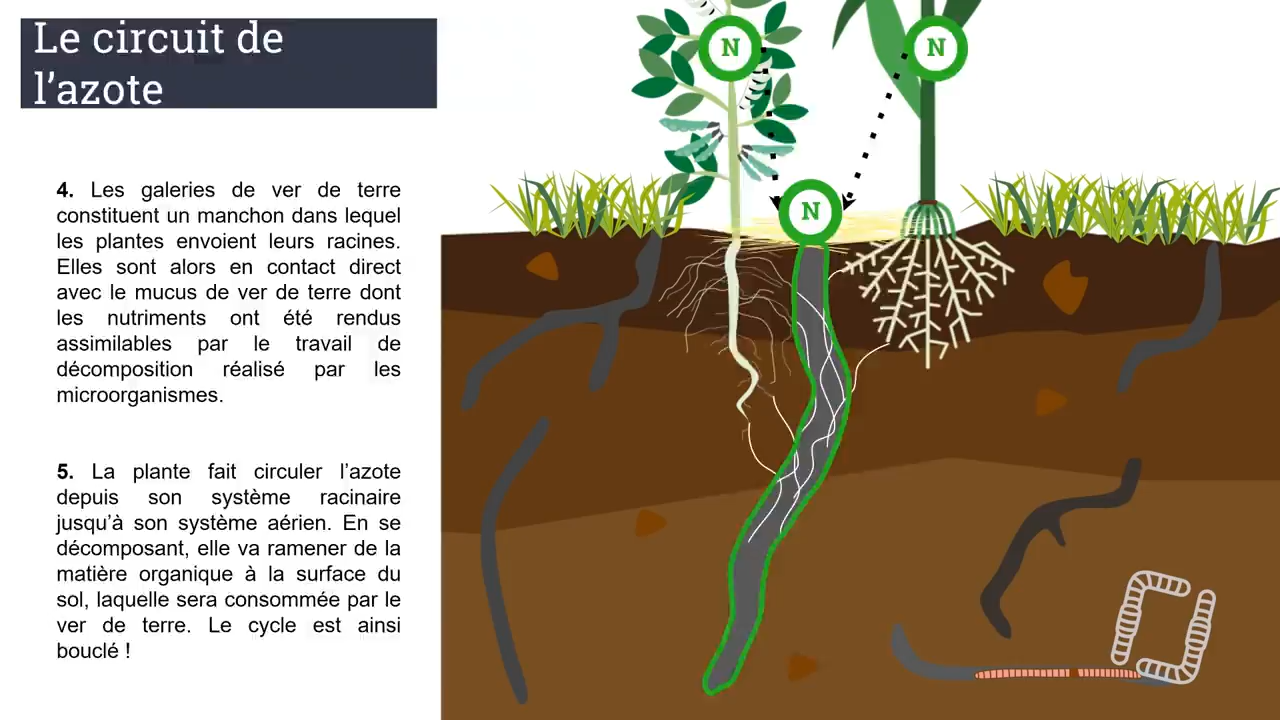 Le circuit de
l’azote
4. Les galeries de ver de terre
constituent un manchon dans lequel
les plantes envoient leurs racines.
Elles sont alors en contact direct
avec le mucus de ver de terre dont
les nutriments ont été rendus
assimilables par le travail de
décomposition réalisé par les
microorganismes.
5. La plante fait circuler l’azote
depuis son système racinaire
jusqu’à son système aérien. En se
décomposant, elle va ramener de la
matière organique à la surface du
sol, laquelle sera consommée par le
ver de terre. Le cycle est ainsi
bouclé !
N
N
N